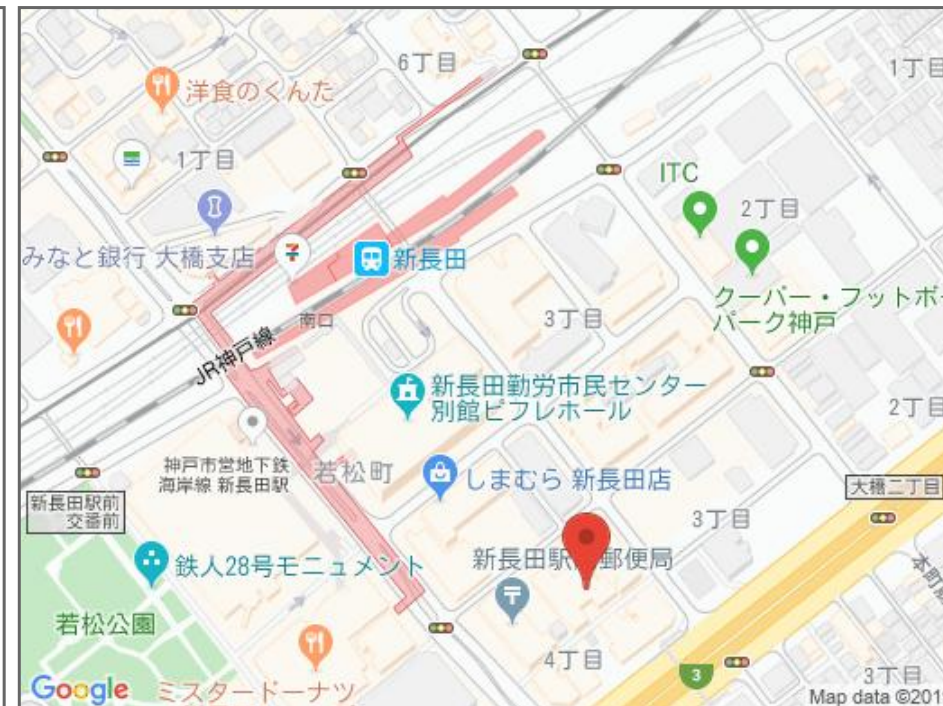 6丁目
1丁目
洋食のくんた
1丁目
ITC
2丁目
みなと銀行 大橋支店
新長田
クーバー・フットボ
パーク神戸
南口
3丁目
JR神戸線
新長田勤労市民センター
別館ピフレホール
2丁目
神戸市営地下鉄
海岸線 新長田駅
若松町
しまむら 新長田店
大橋二丁目
新長田駅前
交番前
3丁目
鉄人28号モニュメント
新長田駅
郵便局
若松公園
4丁目
3
3丁目
Google
ミスタードーナツ
Map data ©201